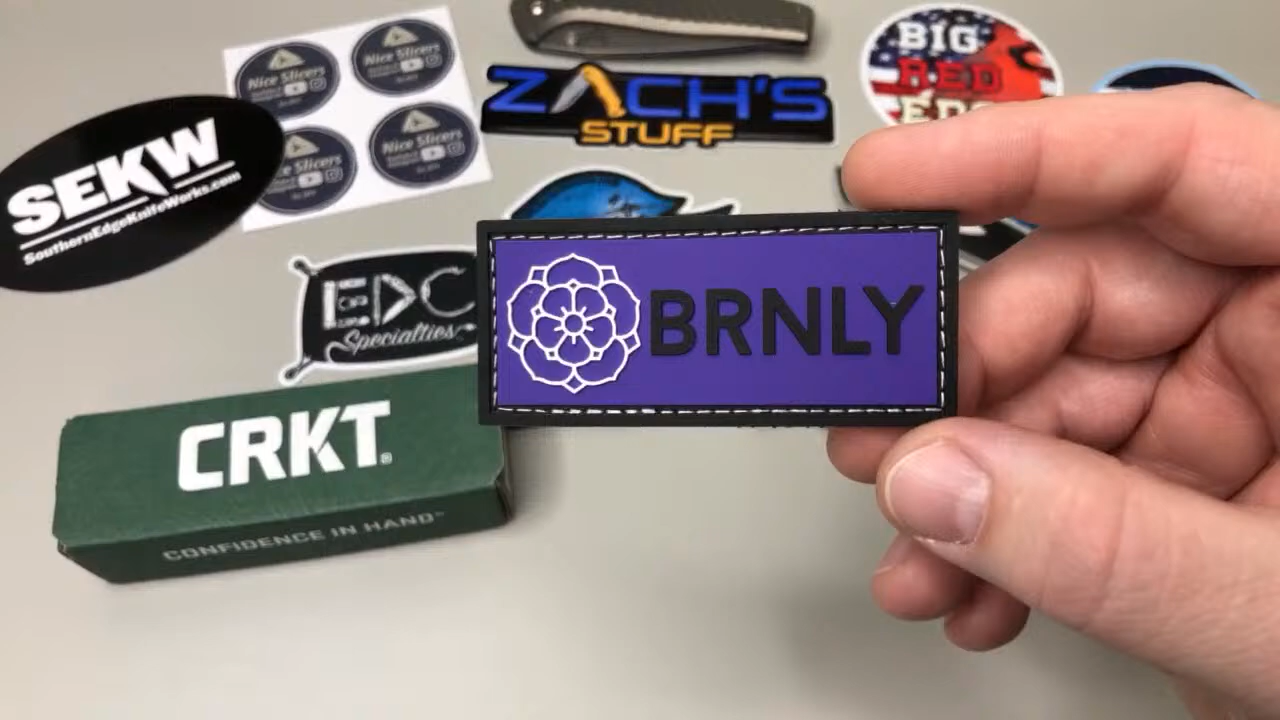 Nice Slicers
Nice Slicers
Nice Slicers
Nice Slicers
ZACH'S
STUFF
BIG
RED
SEKW
SouthernEdgeKnifeWorks.com
EDC
Specialties
BRNLY
CRKT®
CONFIDENCE IN HAND™